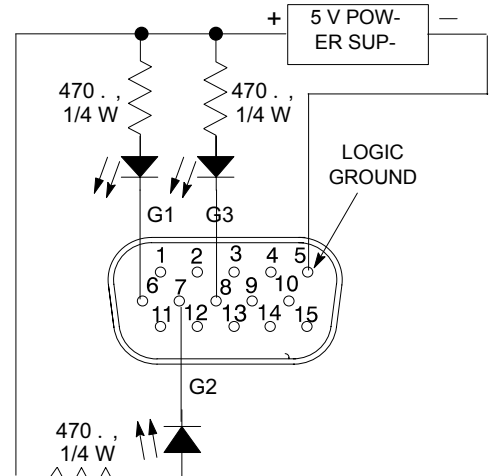 +
5 V POW-
ER SUP-
—
470 . ,
1/4 W
470 . ,
1/4 W
LOGIC
GROUND
G1
G3
1 2 3 4 5
6 7 8 9 10
11 12 13 14 15
G2
470 . ,
1/4 W